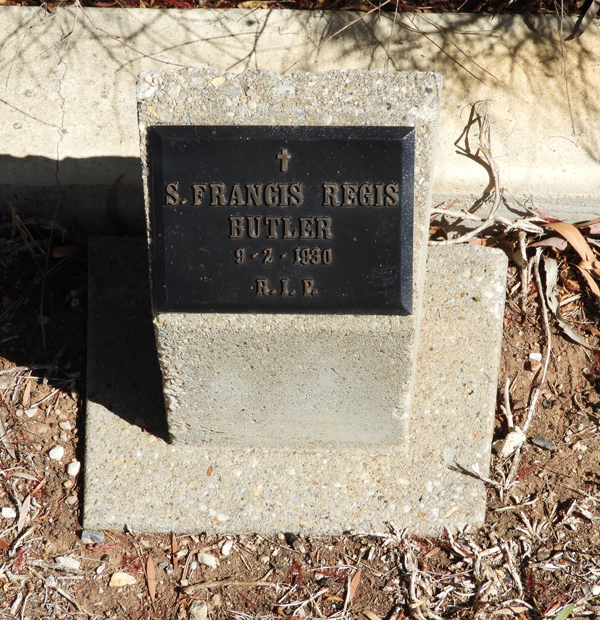 S. FRANCIS REGIS
BUTLER
9-2-1930
R.I.P.